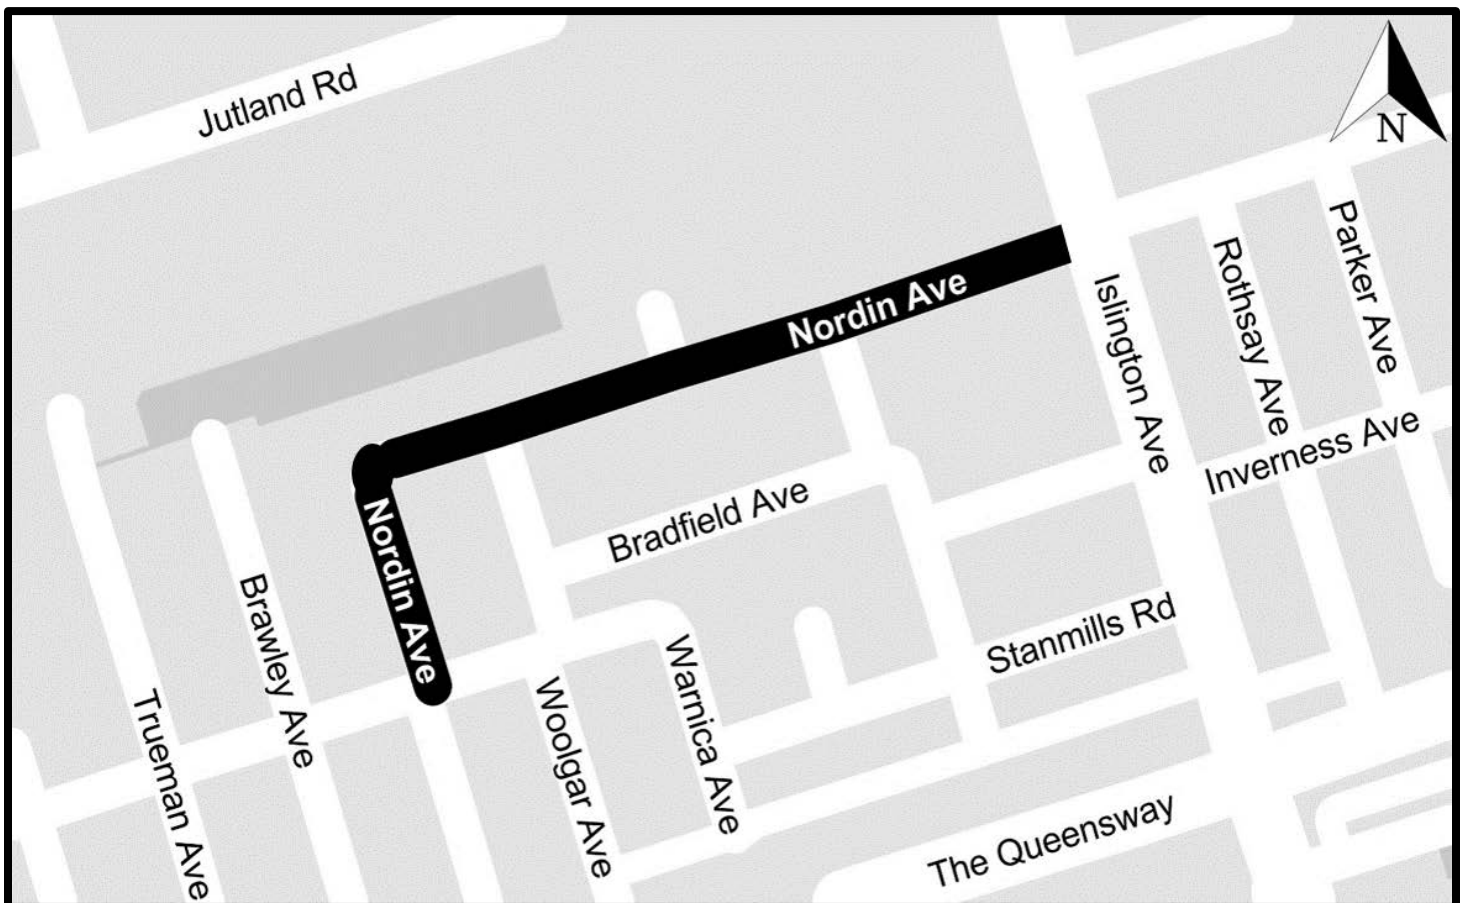 Jutland Rd
N
Nordin Ave
Parker Ave
Rothsay Ave
Islington Ave
Inverness Ave
Nordin Ave
Bradfield Ave
Brawley Ave
Stanmills Rd
Warnica Ave
Woolgar Ave
Trueman Ave
The Queensway